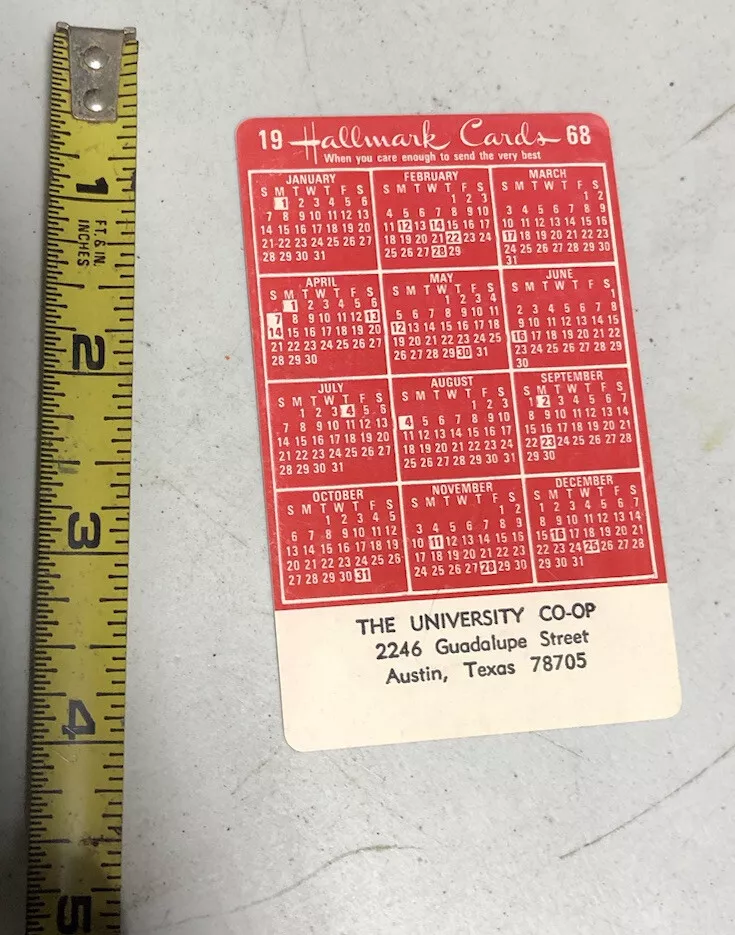 1
FT. & IN.
INCHES
2
3
4
5
19 Hallmark Cards 68
When you care enough to send the very best
JANUARY
S M T W T F S
1 2 3 4 5 6
7 8 9 10 11 12 13
14 15 16 17 18 19 20
21 22 23 24 25 26 27
28 29 30 31
FEBRUARY
S M T W T F S
1 2 3
4 5 6 7 8 9 10
11 12 13 14 15 16 17
18 19 20 21 22 23 24
25 26 27 28 29
MARCH
S M T W T F S
1 2
3 4 5 6 7 8 9
10 11 12 13 14 15 16
17 18 19 20 21 22 23
24 25 26 27 28 29 30
31
APRIL
S M T W T F S
1 2 3 4 5 6
7 8 9 10 11 12 13
14 15 16 17 18 19 20
21 22 23 24 25 26 27
28 29 30
MAY
S M T W T F S
1 2 3 4
5 6 7 8 9 10 11
12 13 14 15 16 17 18
19 20 21 22 23 24 25
26 27 28 29 30 31
JUNE
S M T W T F S
1
2 3 4 5 6 7 8
9 10 11 12 13 14 15
16 17 18 19 20 21 22
23 24 25 26 27 28 29
30
JULY
S M T W T F S
1 2 3 4 5 6
7 8 9 10 11 12 13
14 15 16 17 18 19 20
21 22 23 24 25 26 27
28 29 30 31
AUGUST
S M T W T F S
1 2 3
4 5 6 7 8 9 10
11 12 13 14 15 16 17
18 19 20 21 22 23 24
25 26 27 28 29 30 31
SEPTEMBER
S M T W T F S
1 2 3 4 5 6 7
8 9 10 11 12 13 14
15 16 17 18 19 20 21
22 23 24 25 26 27 28
29 30
OCTOBER
S M T W T F S
1 2 3 4 5
6 7 8 9 10 11 12
13 14 15 16 17 18 19
20 21 22 23 24 25 26
27 28 29 30 31
NOVEMBER
S M T W T F S
1 2
3 4 5 6 7 8 9
10 11 12 13 14 15 16
17 18 19 20 21 22 23
24 25 26 27 28 29 30
DECEMBER
S M T W T F S
1 2 3 4 5 6 7
8 9 10 11 12 13 14
15 16 17 18 19 20 21
22 23 24 25 26 27 28
29 30 31
THE UNIVERSITY CO-OP
2246 Guadalupe Street
Austin, Texas 78705